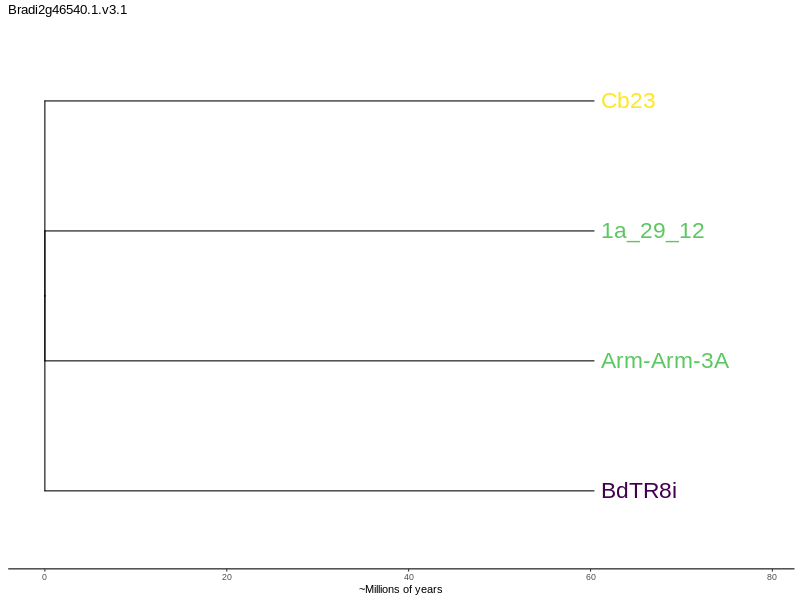 Bradi2g46540.1.v3.1
Cb23
1a_29_12
Arm-Arm-3A
BdTR8i
0 20 40 60 80
~Millions of years